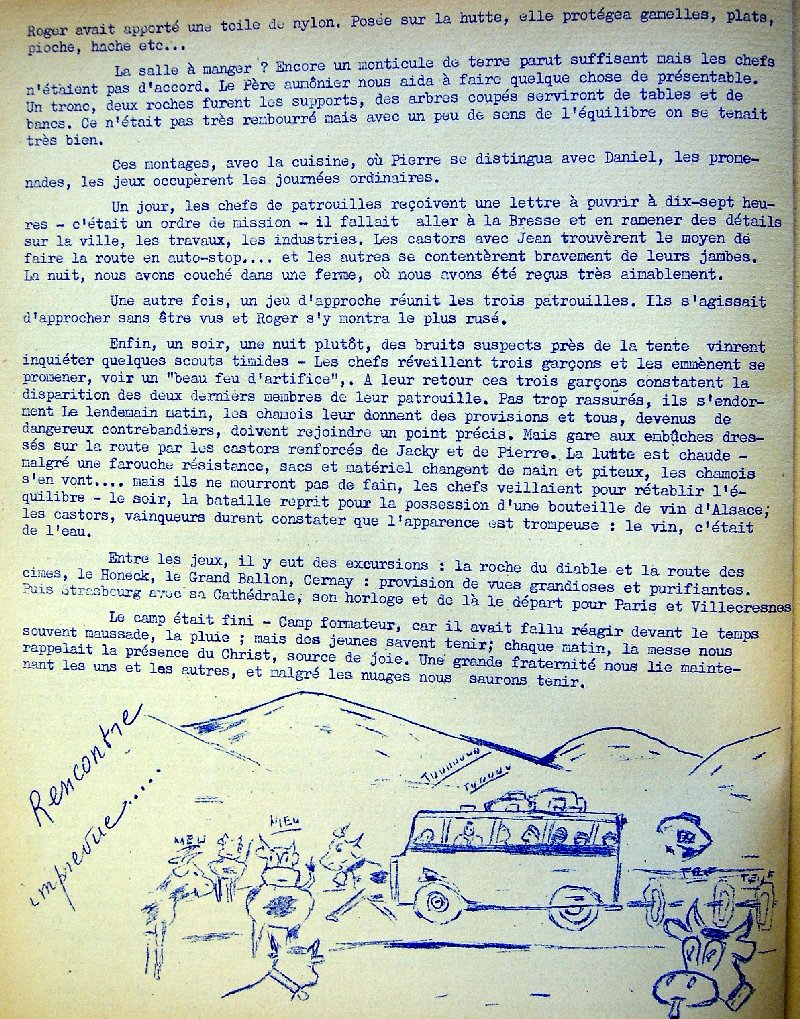 Roger avait apporté une toile de nylon. Posée sur la hutte, elle protégea gamelles, plats,
pioche, hache etc...
La salle à manger ? Encore un monticule de terre parut suffisant mais les chefs
n'étaient pas d'accord. Le Père aumônier nous aida à faire quelque chose de présentable.
Un tronc, deux roches furent les supports, des arbres coupés serviront de tables et de
bancs. Ce n'était pas très rembourré mais avec un peu de sens de l'équilibre on se tenait
très bien.
Ces montages, avec la cuisine, où Pierre se distingua avec Daniel, les prome-
nades, les jeux occupèrent les journées ordinaires.
Un jour, les chefs de patrouilles reçoivent une lettre à ouvrir à dix-sept heu-
res - c'était un ordre de mission - il fallait aller à la Bresse et en ramener des détails
sur la ville, les travaux, les industries. Les castors avec Jean trouvèrent le moyen de
faire la route en auto-stop.... et les autres se contentèrent bravement de leurs jambes.
La nuit, nous avons couché dans une ferme, où nous avons été reçus très aimablement.
Une autre fois, un jeu d'approche réunit les trois patrouilles. Ils s'agissait
d'approcher sans être vus et Roger s'y montra le plus rusé.
Enfin, un soir, une nuit plutôt, des bruits suspects près de la tente vinrent
inquiéter quelques scouts timides - Les chefs réveillent trois garçons et les emmènent se
promener, voir un "beau feu d'artifice",. A leur retour ces trois garçons constatent la
disparition des deux derniers membres de leur patrouille. Pas trop rassurés, ils s'endor-
ment Le lendemain matin, les chamois leur donnent des provisions et tous, devenus de
dangereux contrebandiers, doivent rejoindre un point précis. Mais gare aux embûches dres-
sés sur la route par les castors renforcés de Jacky et de Pierre. La lutte est chaude -
malgré une farouche résistance, sacs et matériel changent de main et piteux, les chamois
s'en vont.... mais ils ne mourront pas de fain, les chefs veillaient pour rétablir l'é-
quilibre - le soir, la bataille reprit pour la possession d'une bouteille de vin d'Alsace;
les castors, vainqueurs durent constater que l'apparence est trompeuse : le vin, c'était
de l'eau.
Entre les jeux, il y eut des excursions : la roche du diable et la route des
cimes, le Honeck, le Grand Ballon, Cernay : provision de vues grandioses et purifiantes.
Puis Strasbourg avec sa Cathédrale, son horloge et de là le départ pour Paris et Villecresnes
Le camp était fini - Camp formateur, car il avait fallu réagir devant le temps
souvent maussade, la pluie ; mais des jeunes savent tenir; chaque matin, la messe nous
rappelait la présence du Christ, source de joie. Une grande fraternité nous lie mainte-
nant les uns et les autres, et malgré les nuages nous saurons tenir.
Rencontre
imprevue.....
Tuuuuuuu
Tuuuuu
MEU
MEU
TEUF
TEUF